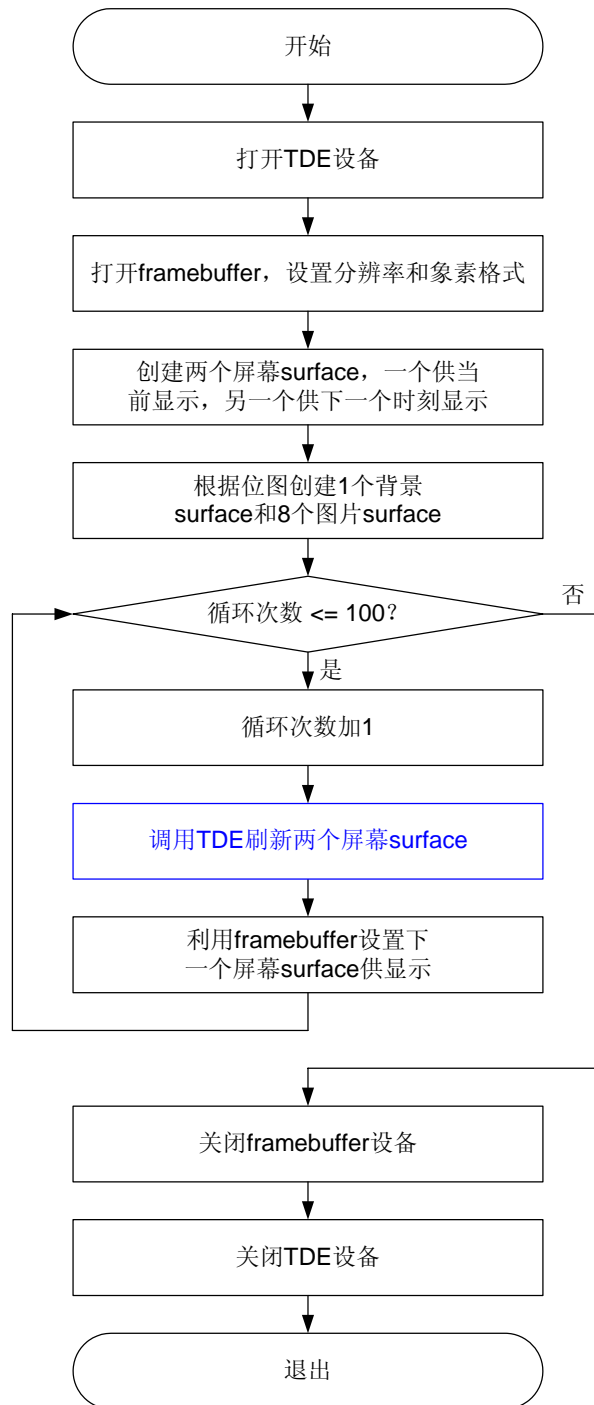 开始
打开TDE设备
打开framebuffer，设置分辨率和象素格式
创建两个屏幕surface，一个供当
前显示，另一个供下一个时刻显示
根据位图创建1个背景
surface和8个图片surface
循环次数 <= 100？
否
是
循环次数加1
调用TDE刷新两个屏幕surface
利用framebuffer设置下
一个屏幕surface供显示
关闭framebuffer设备
关闭TDE设备
退出